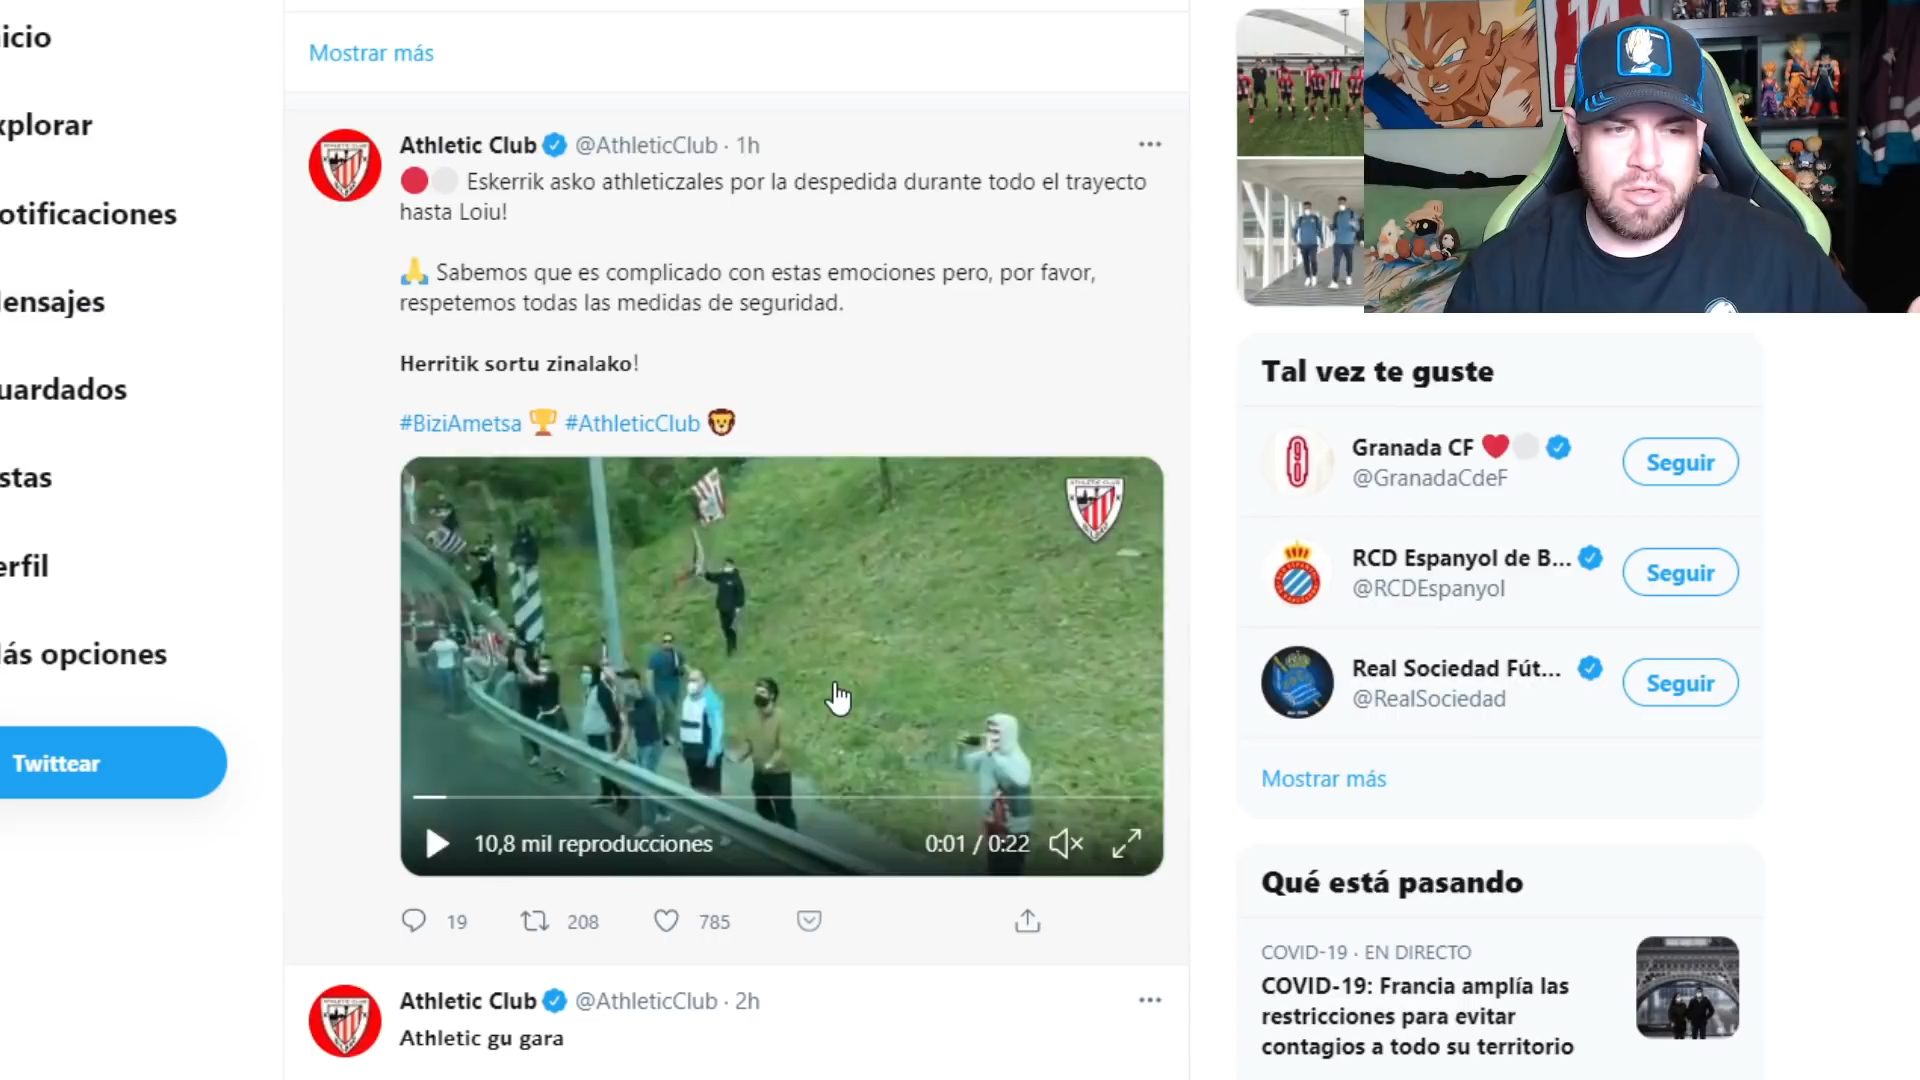 icio
xplorar
otificaciones
ensajes
uardados
stas
erfil
ás opciones
Twittear
Mostrar más
Athletic Club @AthleticClub · 1h
Eskerrik asko athleticzales por la despedida durante todo el trayecto
hasta Loiu!
Sabemos que es complicado con estas emociones pero, por favor,
respetemos todas las medidas de seguridad.
Herritik sortu zinalako!
#BiziAmetsa #AthleticClub
10,8 mil reproducciones
0:01 / 0:22
19
208
785
Athletic Club @AthleticClub · 2h
Athletic gu gara
Tal vez te guste
Granada CF
@GranadaCdeF
Seguir
RCD Espanyol de B...
@RCDEspanyol
Seguir
Real Sociedad Fút...
@RealSociedad
Seguir
Mostrar más
Qué está pasando
COVID-19 · EN DIRECTO
COVID-19: Francia amplía las
restricciones para evitar
contagios a todo su territorio